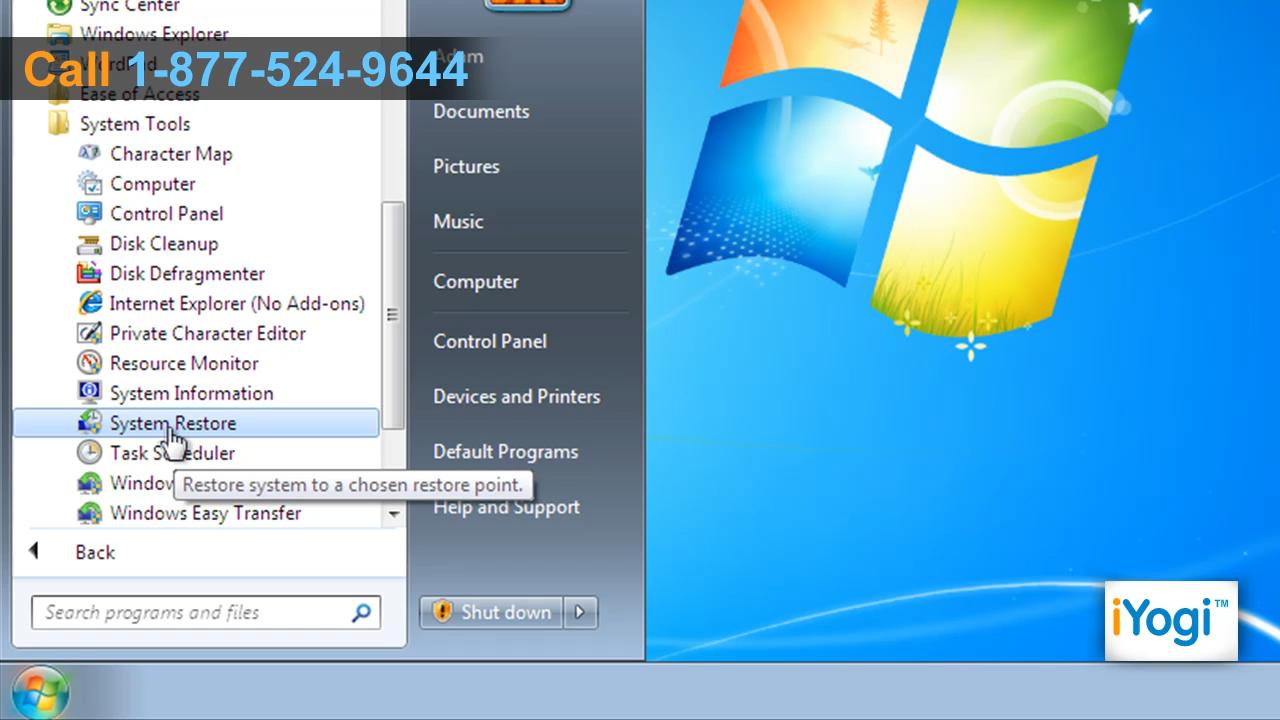 Sync Center
Windows Explorer
WordPad
Call 1-877-524-9644
Ease of Access
System Tools
Character Map
Computer
Control Panel
Disk Cleanup
Disk Defragmenter
Internet Explorer (No Add-ons)
Private Character Editor
Resource Monitor
System Information
System Restore
Task Scheduler
Restore system to a chosen restore point.
Windows Easy Transfer
Back
Search programs and files
Adam
Documents
Pictures
Music
Computer
Control Panel
Devices and Printers
Default Programs
Help and Support
Shut down
iYogi™